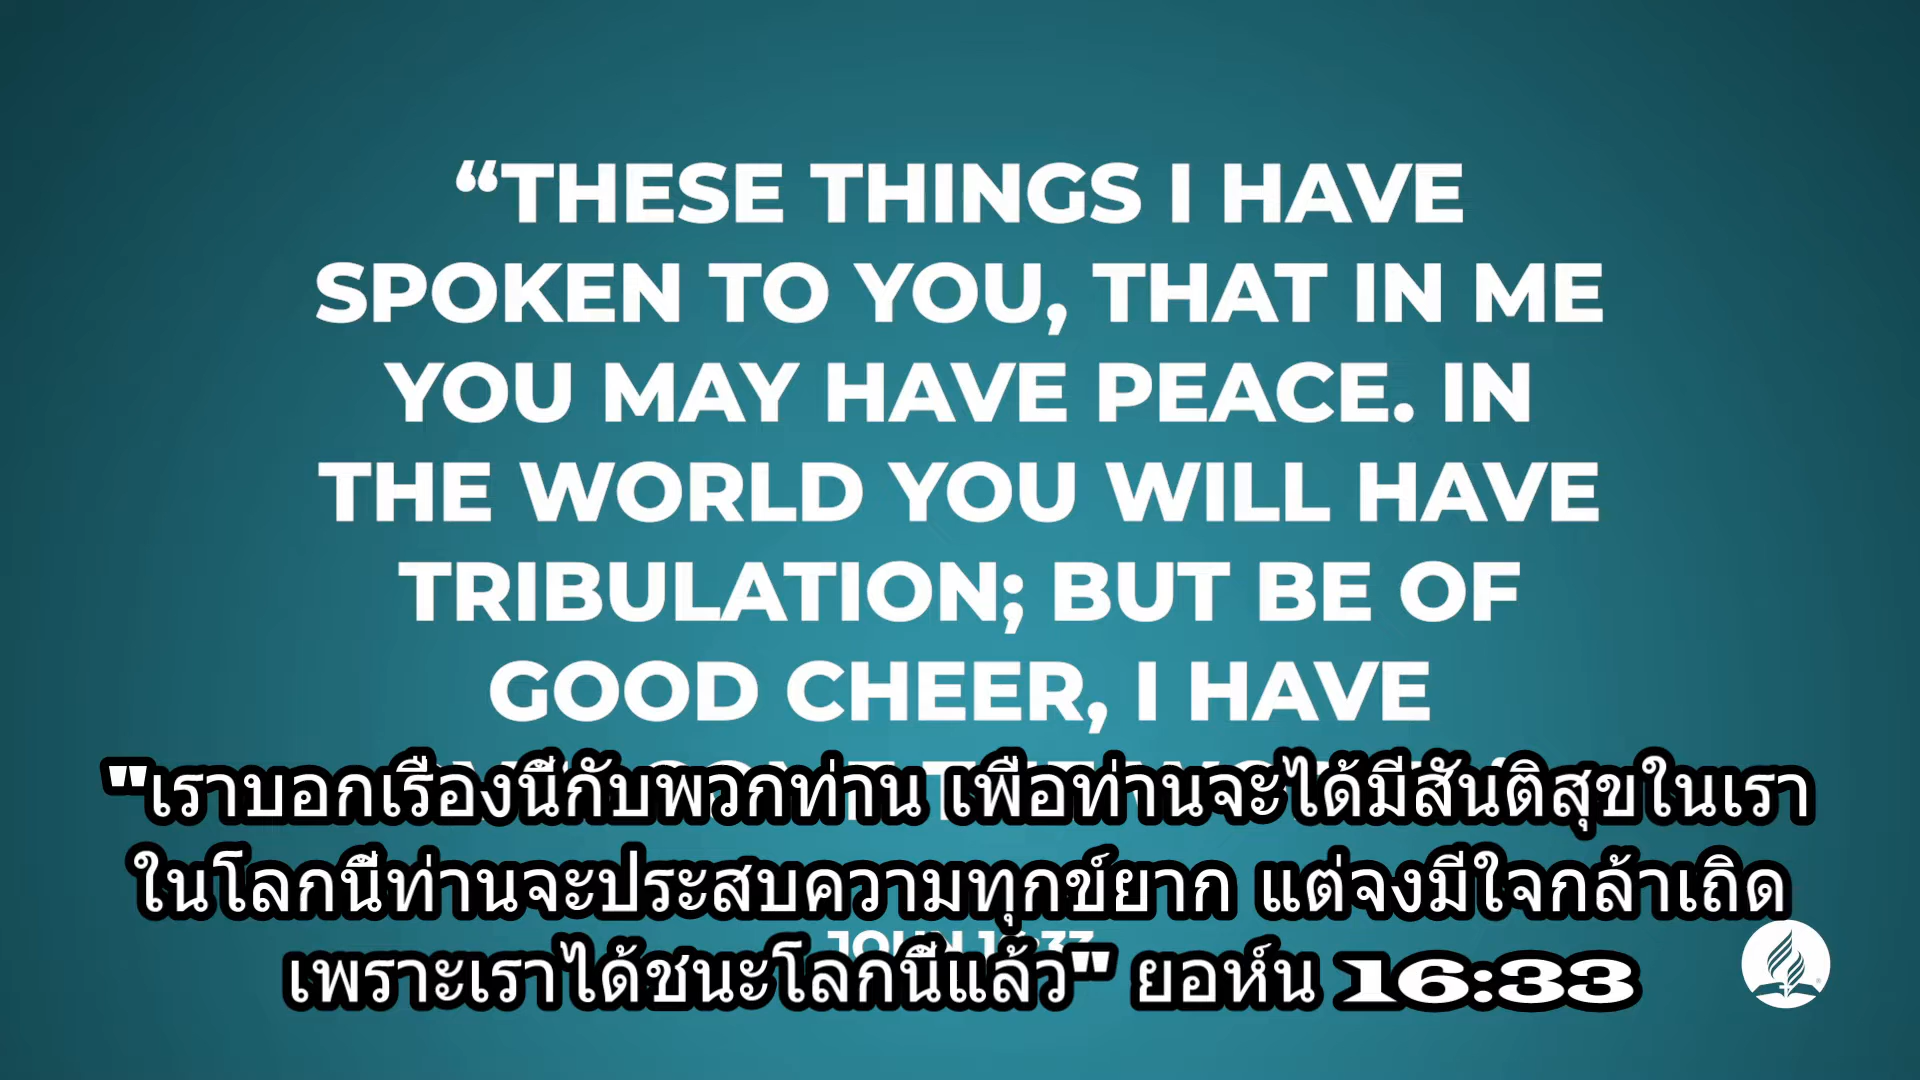 “THESE THINGS I HAVE
SPOKEN TO YOU, THAT IN ME
YOU MAY HAVE PEACE. IN
THE WORLD YOU WILL HAVE
TRIBULATION; BUT BE OF
GOOD CHEER, I HAVE
"เราบอกเรื่องนี้กับพวกท่าน เพื่อท่านจะได้มีสันติสุขในเรา
ในโลกนี้ท่านจะประสบความทุกข์ยาก แต่จงมีใจกล้าเถิด
เพราะเราได้ชนะโลกนี้แล้ว" ยอห์น 16:33